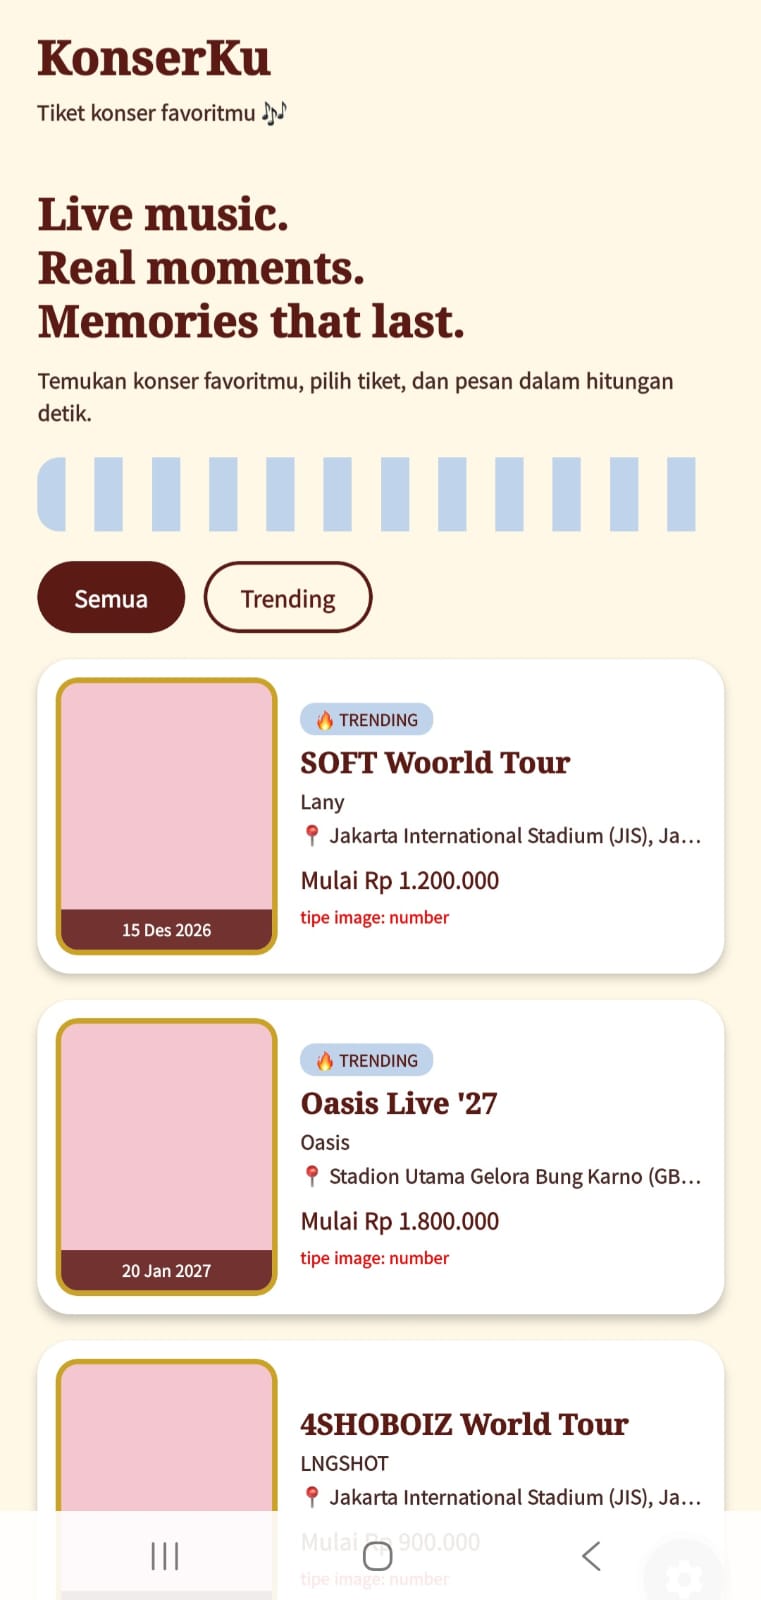 KonserKu
Tiket konser favoritmu 🎶
Live music.
Real moments.
Memories that last.
Temukan konser favoritmu, pilih tiket, dan pesan dalam hitungan
detik.
Semua
Trending
🔥 TRENDING
SOFT Woorld Tour
Lany
📍 Jakarta International Stadium (JIS), Ja...
Mulai Rp 1.200.000
tipe image: number
15 Des 2026
🔥 TRENDING
Oasis Live '27
Oasis
📍 Stadion Utama Gelora Bung Karno (GB...
Mulai Rp 1.800.000
tipe image: number
20 Jan 2027
4SHOBOIZ World Tour
LNGSHOT
📍 Jakarta International Stadium (JIS), Ja...
Mulai Rp 900.000
tipe image: number